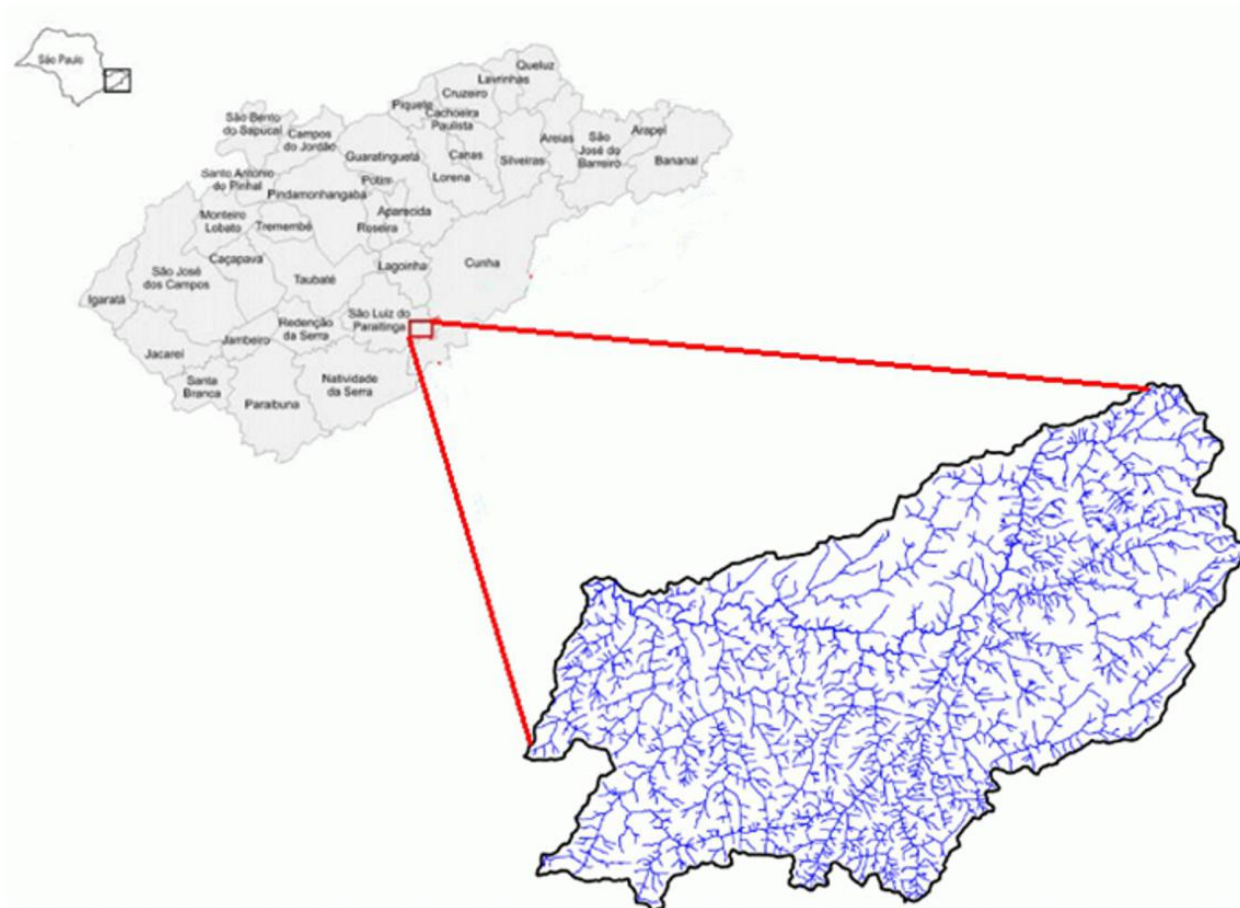 São Paulo
Queluz
Lavrinhas
Cruzeiro
Piquete
Cachoeira
Paulista
São Bento
do Sapucaí
Campos
do Jordão
Areias
São
José do
Barreiro
Arapeí
Bananal
Guaratinguetá
Canas
Silveiras
Lorena
Santo Antonio
do Pinhal
Potim
Pindamonhangaba
Monteiro
Lobato
Tremembé
Aparecida
Roseira
Caçapava
São José
dos Campos
Taubaté
Lagoinha
Cunha
Igaratá
Redenção
da Serra
São Luiz do
Paraitinga
Jambeiro
Jacareí
Santa
Branca
Paraibuna
Natividade
da Serra